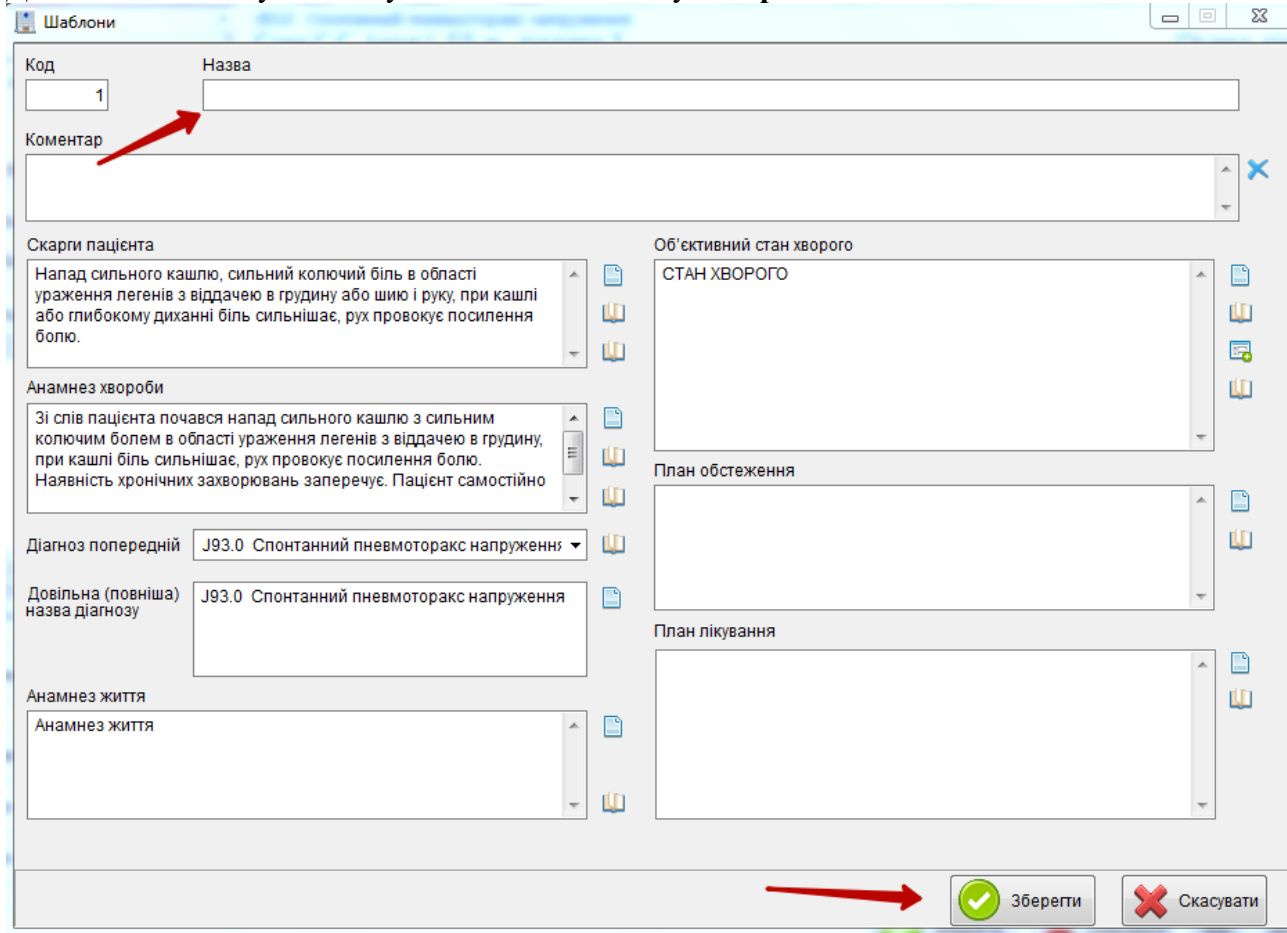 Шаблони
Код
Назва
1
Коментар
Скарги пацієнта
Напад сильного кашлю, сильний колючий біль в області
ураження легенів з віддачею в грудину або шию і руку, при кашлі
або глибокому диханні біль сильнішає, рух провокує посилення
болю.
Анамнез хвороби
Зі слів пацієнта почався напад сильного кашлю з сильним
колючим болем в області ураження легенів з віддачею в грудину,
при кашлі біль сильнішає, рух провокує посилення болю.
Наявність хронічних захворювань заперечує. Пацієнт самостійно
Діагноз попередній
J93.0 Спонтанний пневмоторакс напруження
Довільна (повніша)
назва діагнозу
J93.0 Спонтанний пневмоторакс напруження
Анамнез життя
Анамнез життя
Об'єктивний стан хворого
СТАН ХВОРОГО
План обстеження
План лікування
Зберегти
Скасувати